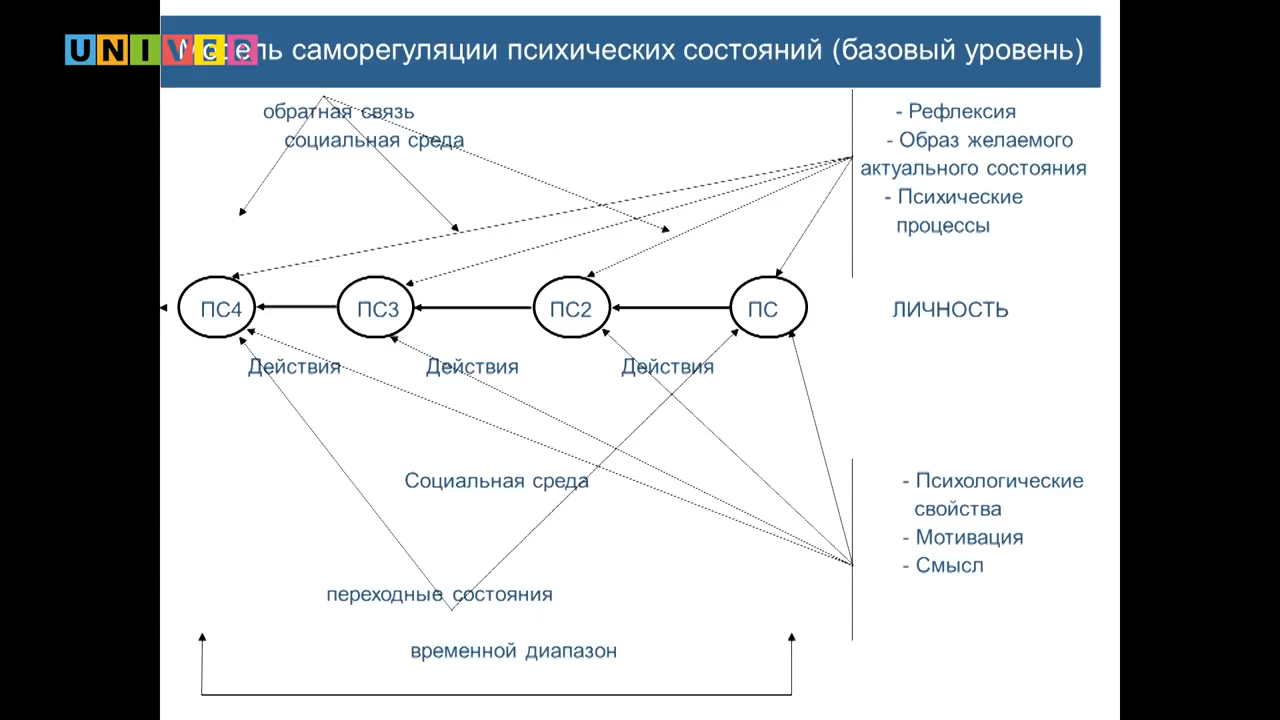 UNIVER
саморегуляции психических состояний (базовый уровень)
обратная связь
социальная среда
- Рефлексия
- Образ желаемого
актуального состояния
- Психические
процессы
ПС4
ПС3
ПС2
ПС
ЛИЧНОСТЬ
Действия
Действия
Действия
Социальная среда
- Психологические
свойства
- Мотивация
- Смысл
переходные состояния
временной диапазон